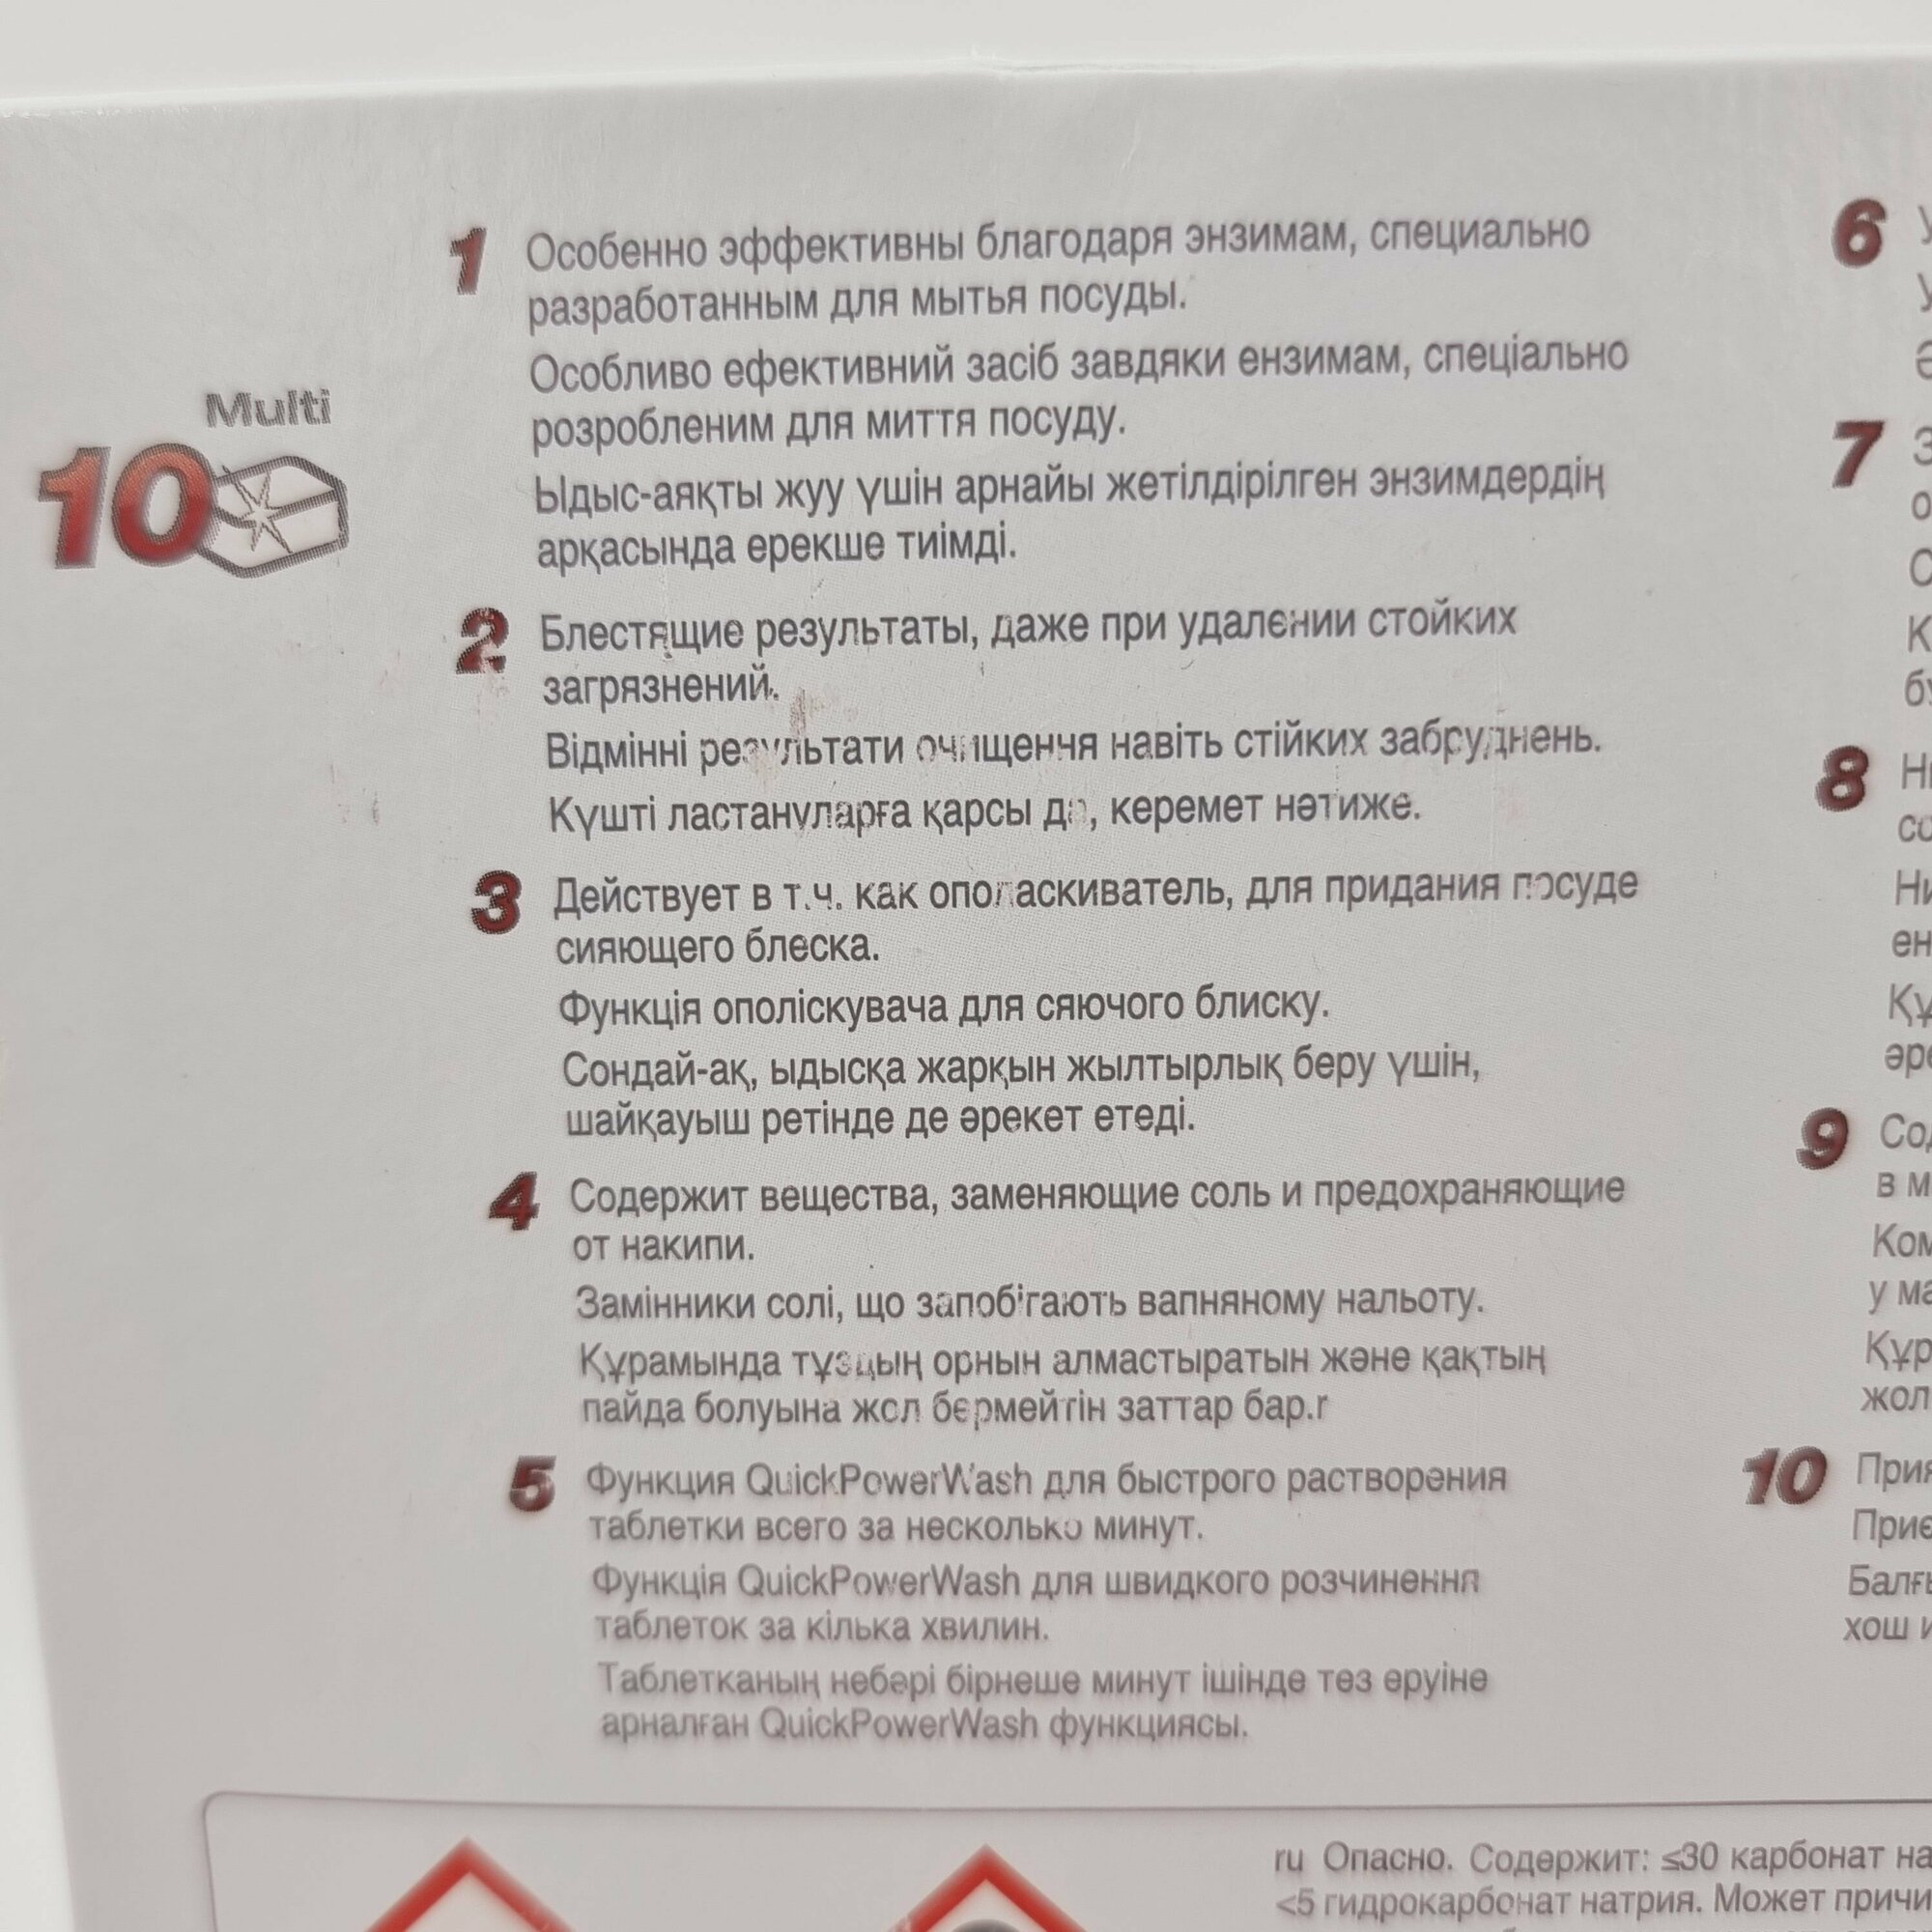 Multi
10
1 Особенно эффективны благодаря энзимам, специально
разработанным для мытья посуды.
Особливо ефективний засіб завдяки ензимам, спеціально
розробленим для миття посуду.
Ыдыс-аяқты жуу үшін арнайы жетілдірілген энзимдердің
арқасында ерекше тиімді.
2 Блестящие результаты, даже при удалении стойких
загрязнений.
Відмінні результати очищення навіть стійких забруднень.
Күшті ластануларға қарсы да, керемет нәтиже.
3 Действует в т.ч. как ополаскиватель, для придания посуде
сияющего блеска.
Функція ополіскувача для сяючого блиску.
Сондай-ақ, ыдысқа жарқын жылтырлық беру үшін,
шайқауыш ретінде де әрекет етеді.
4 Содержит вещества, заменяющие соль и предохраняющие
от накипи.
Замінники солі, що запобігають вапняному нальоту.
Құрамында тұздың орнын алмастыратын және қақтың
пайда болуына жол бермейтін заттар бар.r
5 Функция QuickPowerWash для быстрого растворения
таблетки всего за несколько минут.
Функція QuickPowerWash для швидкого розчинення
таблеток за кілька хвилин.
Таблетканың небәрі бірнеше минут ішінде тез еруіне
арналған QuickPowerWash функциясы.
6
7
8
9
в
у
10
хош
ru Опасно. Содержит: ≤30 карбонат
<5 гидрокарбонат натрия. Может